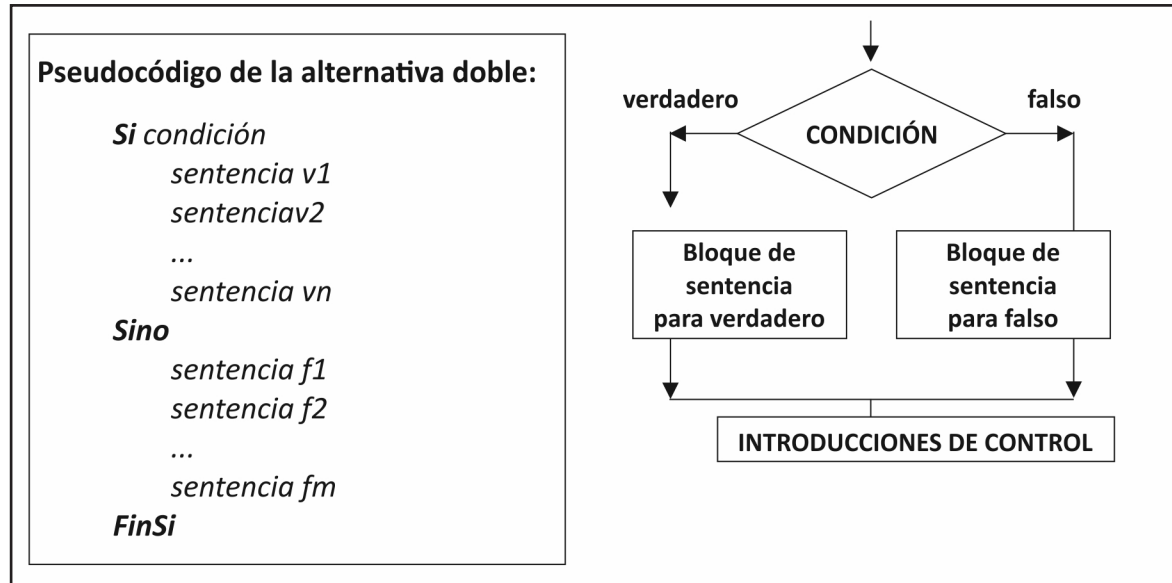 Pseudocódigo de la alternativa doble:
Si condición
sentencia v1
sentenciav2
...
sentencia vn
Sino
sentencia f1
sentencia f2
...
sentencia fm
FinSi
verdadero
falso
CONDICIÓN
Bloque de
sentencia
para verdadero
Bloque de
sentencia
para falso
INTRODUCCIONES DE CONTROL